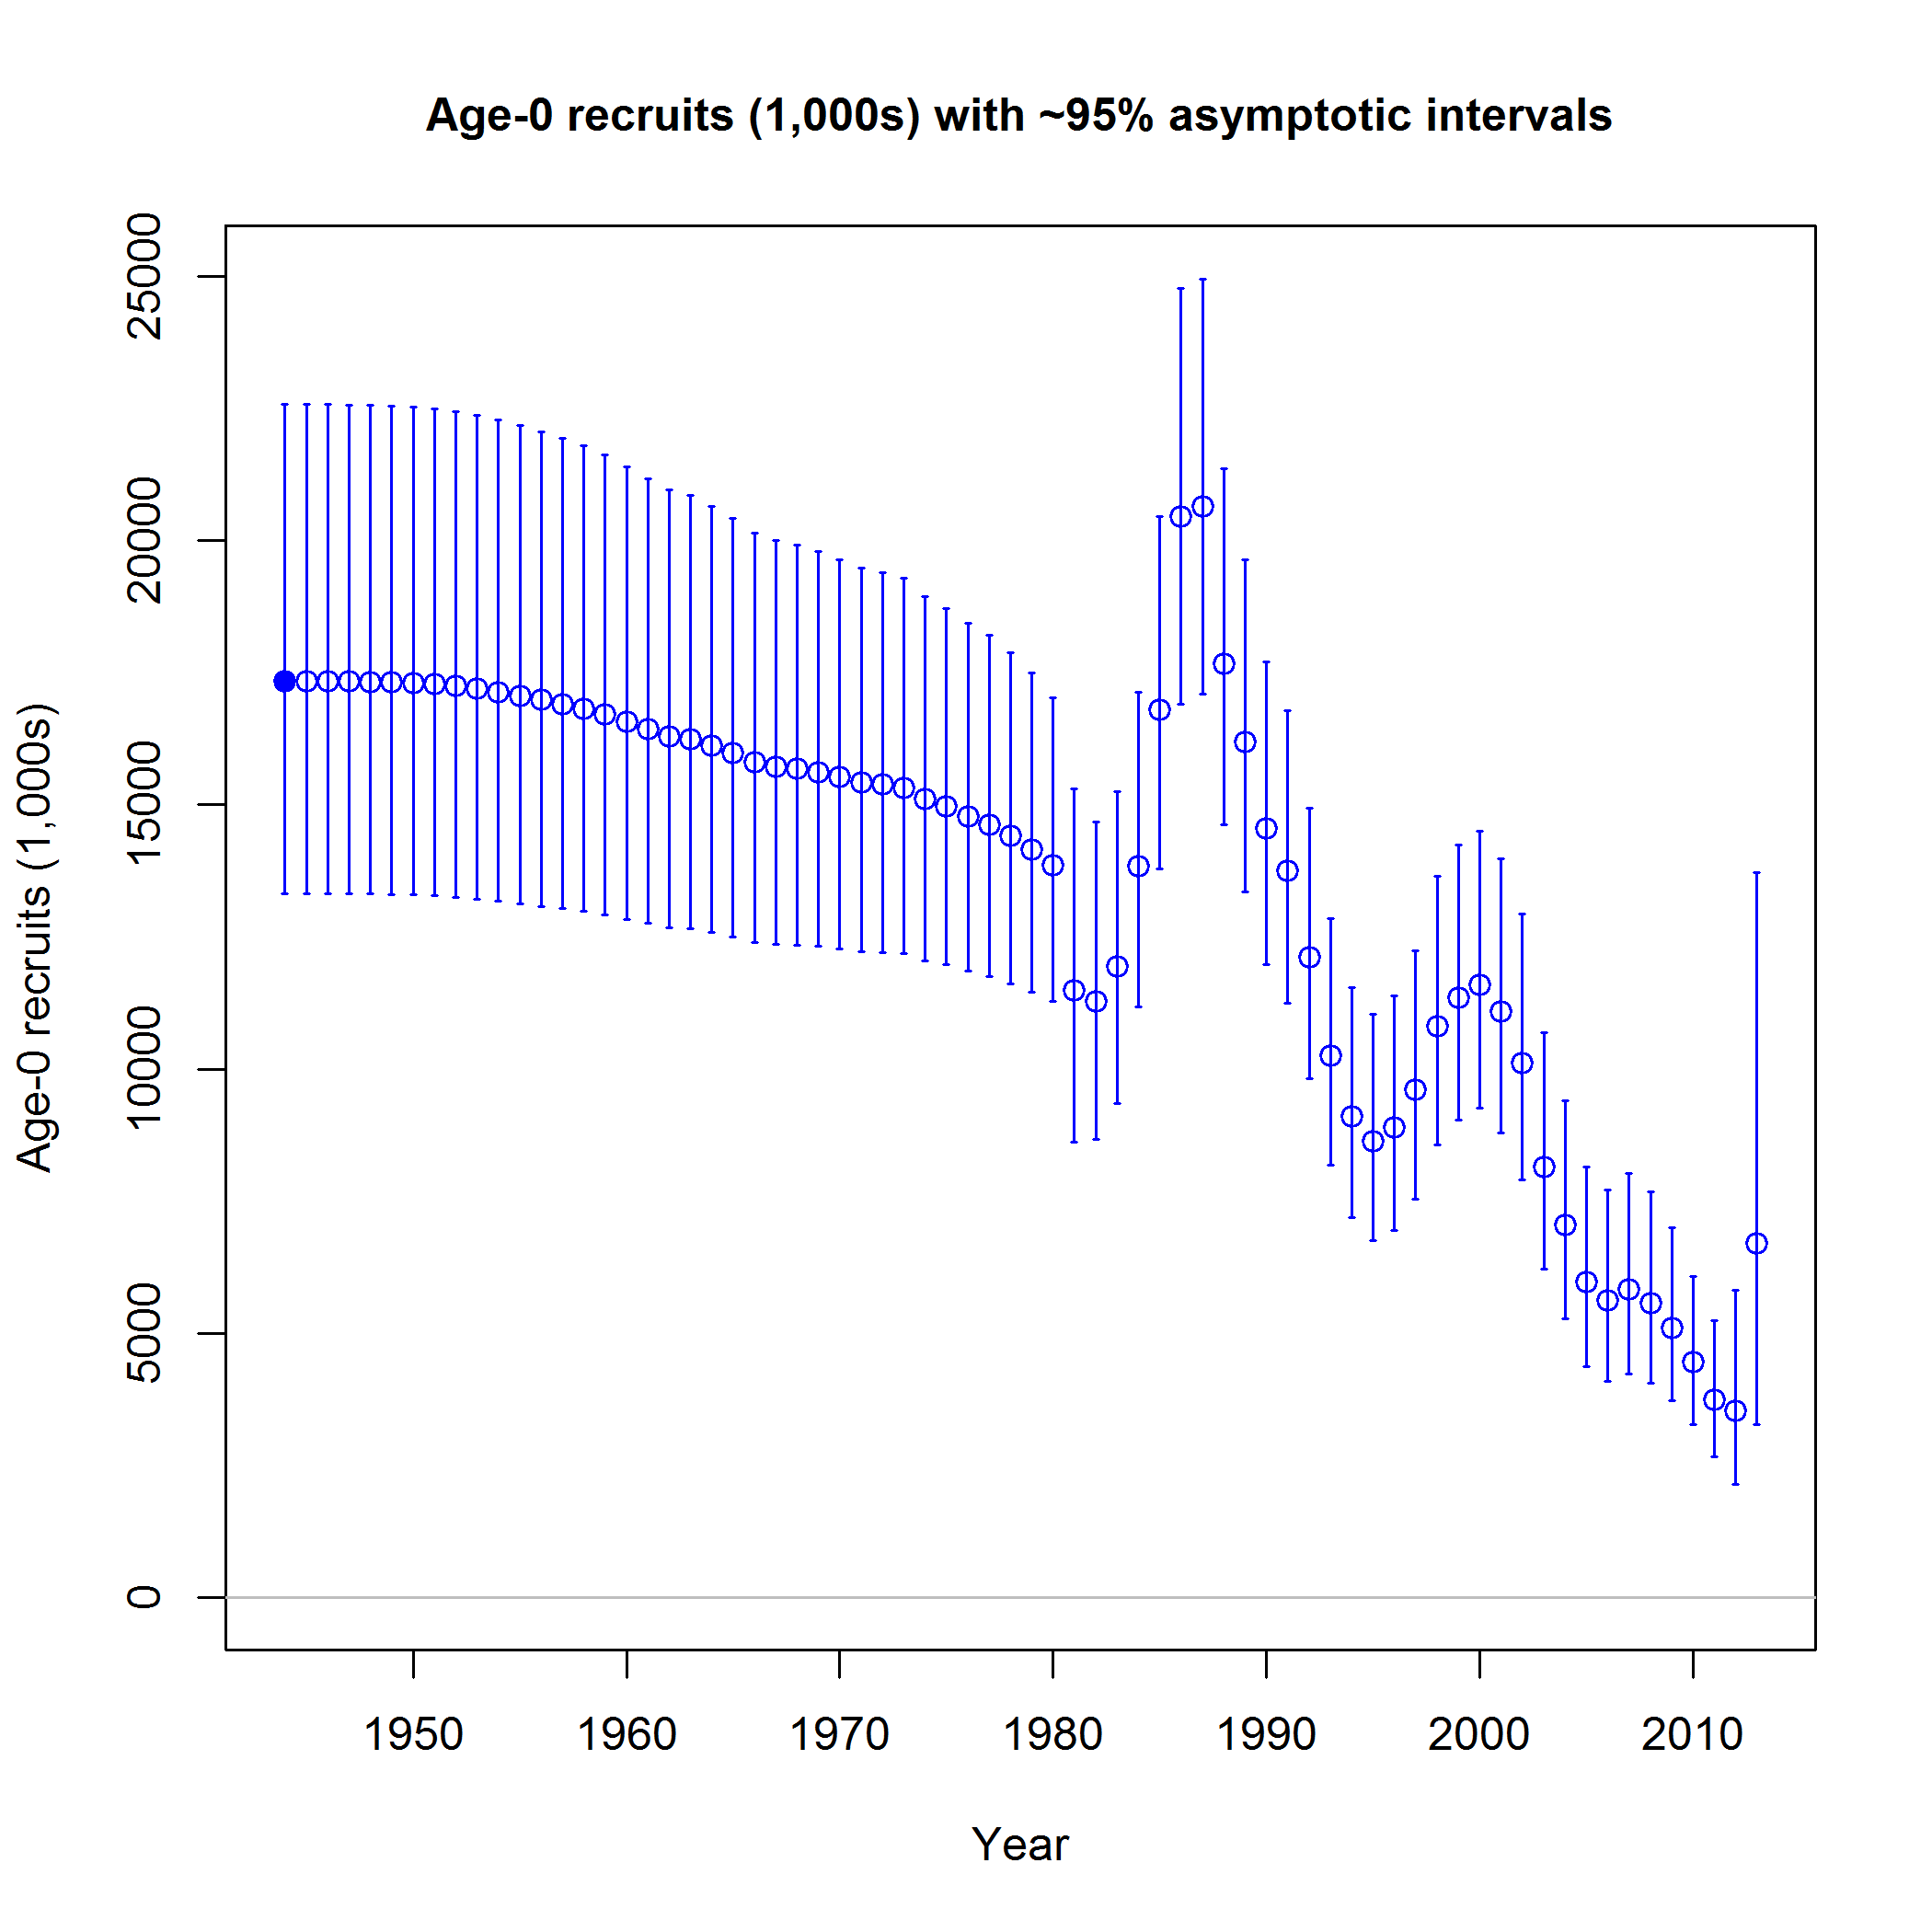 Age-0 recruits (1,000s) with ~95% asymptotic intervals
Age-0 recruits (1,000s)
25000
20000
15000
10000
5000
0
1950 1960 1970 1980 1990 2000 2010
Year